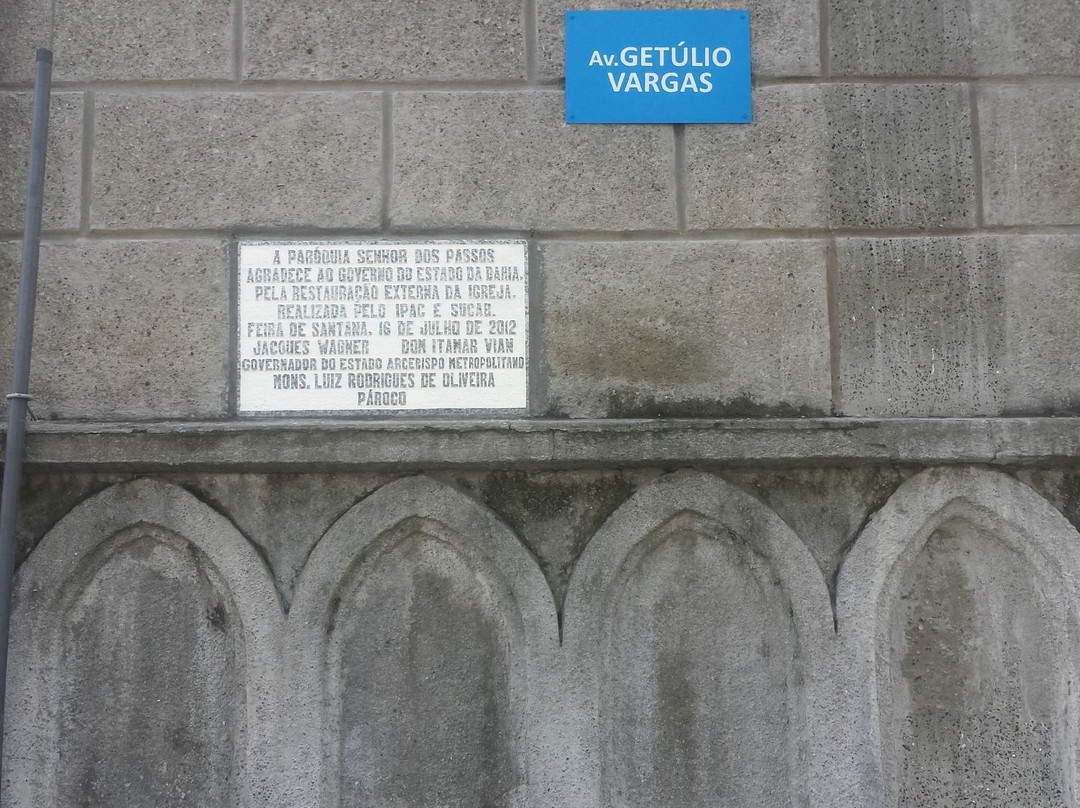 Av. GETÚLIO
VARGAS
A PARÓQUIA SENHOR DOS PASSOS
AGRADECE AO GOVERNO DO ESTADO DA BAHIA,
PELA RESTAURAÇÃO EXTERNA DA IGREJA,
REALIZADA PELO IPAC E SUCAB.
FEIRA DE SANTANA, 16 DE JULHO DE 2012
JACQUES WAGNER DOM ITAMAR VIAN
GOVERNADOR DO ESTADO ARCEBISPO METROPOLITANO
MONS. LUIZ RODRIGUES DE OLIVEIRA
PÁROCO